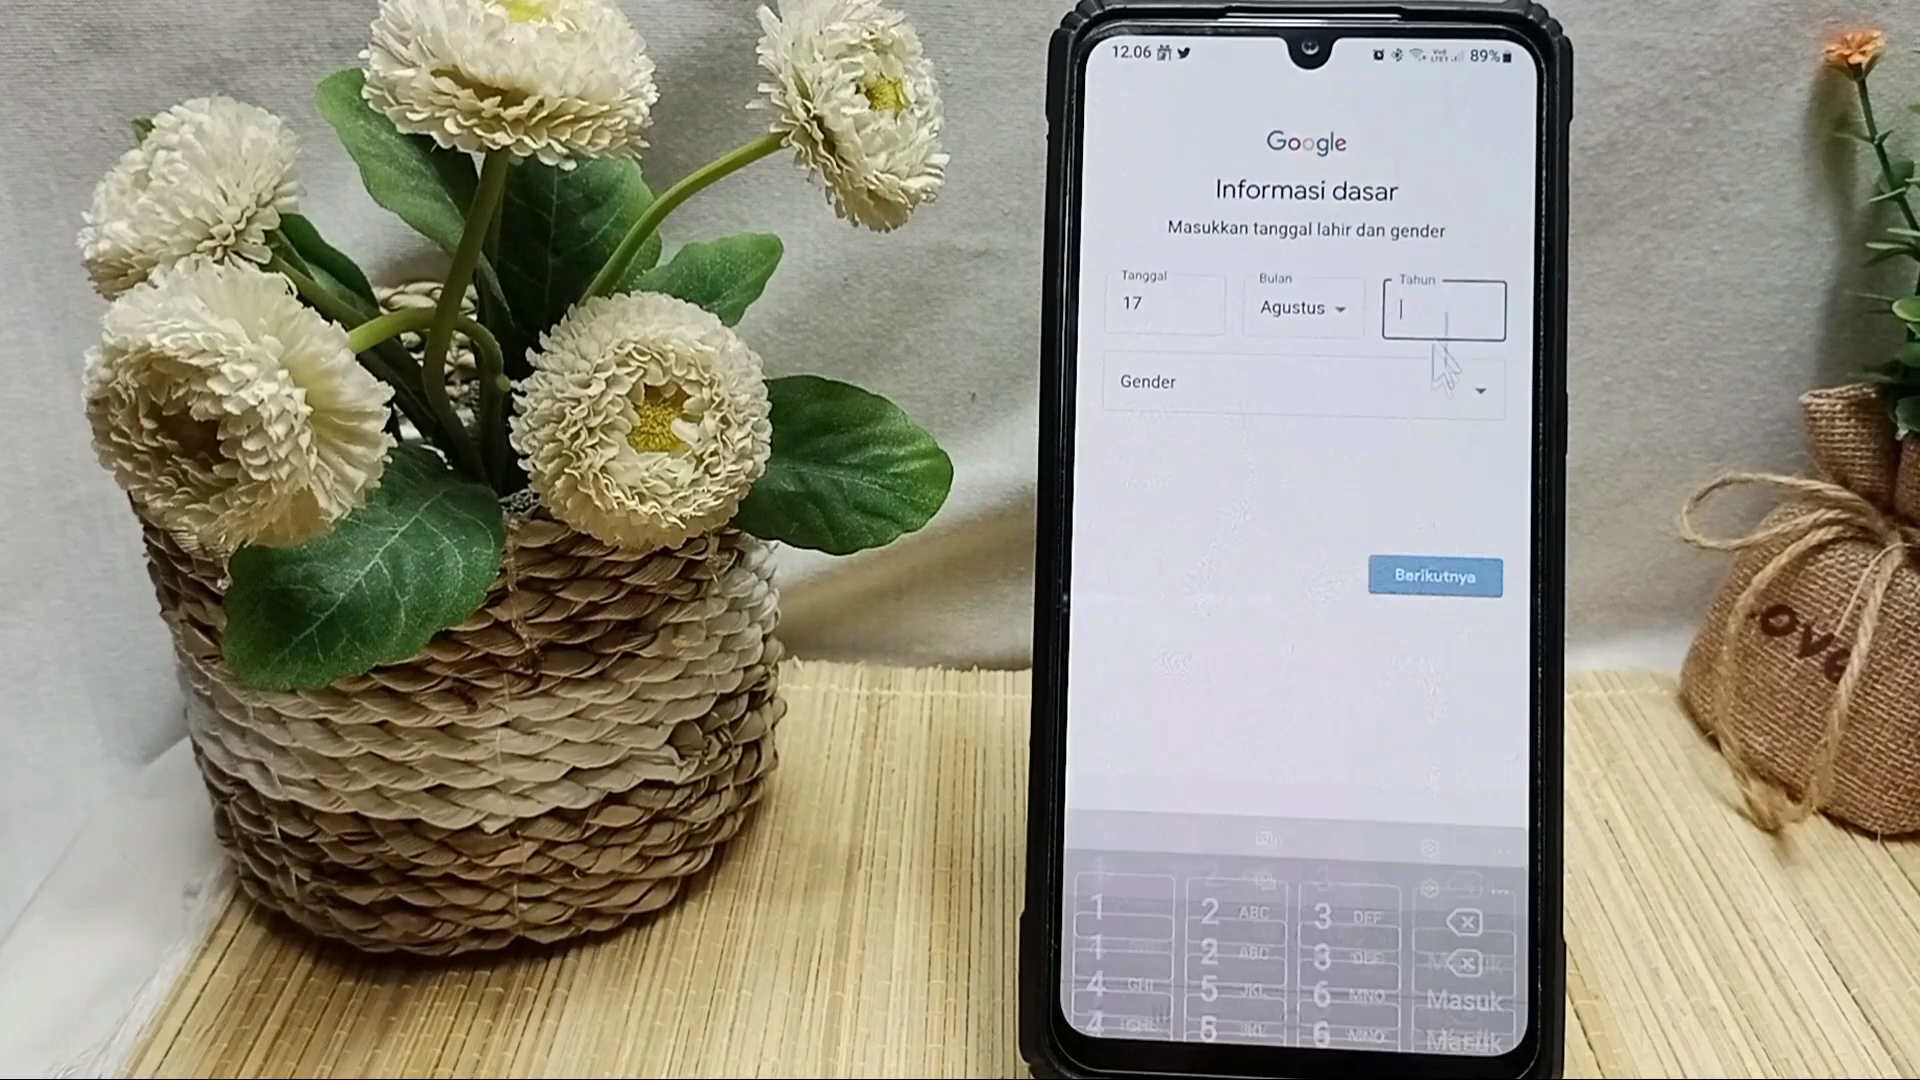 12.06
89%
Google
Informasi dasar
Masukkan tanggal lahir dan gender
Tanggal
Bulan
Tahun
17
Agustus
Gender
Berikutnya
1
2 ABC
3 DEF
1
2 ABC
3 DEF
4 GHI
5 JKL
6 MNO
Masuk
4 GHI
5 JKL
6 MNO
Masuk